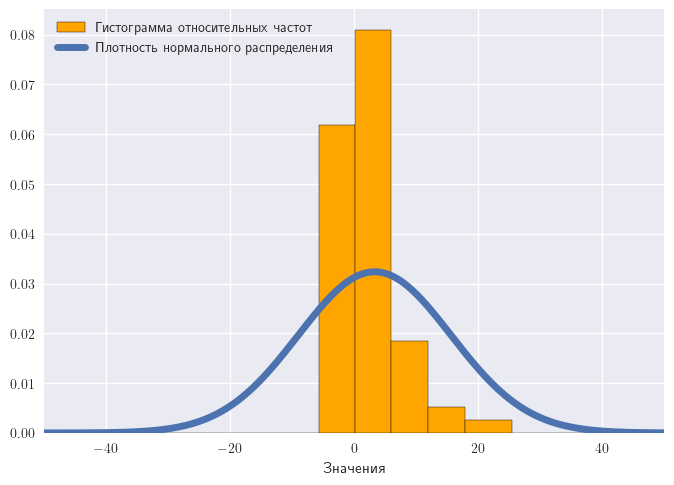 Гистограмма относительных частот
Плотность нормального распределения
0.08
0.07
0.06
0.05
0.04
0.03
0.02
0.01
0.00
−40 −20 0 20 40
Значения